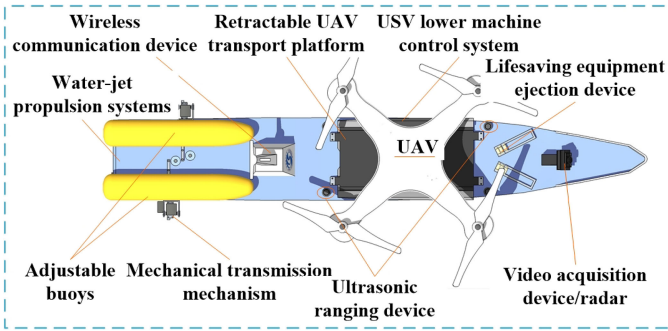 Wireless
communication device
Retractable UAV
transport platform
USV lower machine
control system
Lifesaving equipment
ejection device
Water-jet
propulsion systems
UAV
Adjustable
buoys
Mechanical transmission
mechanism
Ultrasonic
ranging device
Video acquisition
device/radar